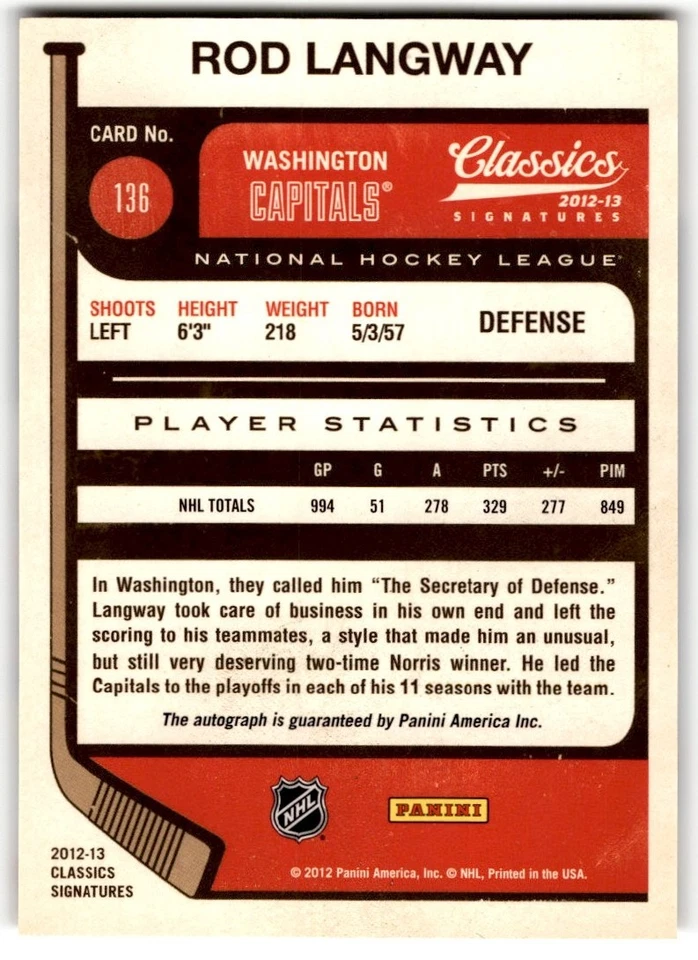 ROD LANGWAY
CARD No.
136
WASHINGTON
CAPITALS®
Classics
2012-13
SIGNATURES
NATIONAL HOCKEY LEAGUE
SHOOTS HEIGHT WEIGHT BORN
LEFT 6'3" 218 5/3/57
DEFENSE
PLAYER STATISTICS
GP G A PTS +/- PIM
NHL TOTALS 994 51 278 329 277 849
In Washington, they called him “The Secretary of Defense.”
Langway took care of business in his own end and left the
scoring to his teammates, a style that made him an unusual,
but still very deserving two-time Norris winner. He led the
Capitals to the playoffs in each of his 11 seasons with the team.
The autograph is guaranteed by Panini America Inc.
NHL
PANINI
2012-13
CLASSICS
SIGNATURES
© 2012 Panini America, Inc. © NHL, Printed in the USA.